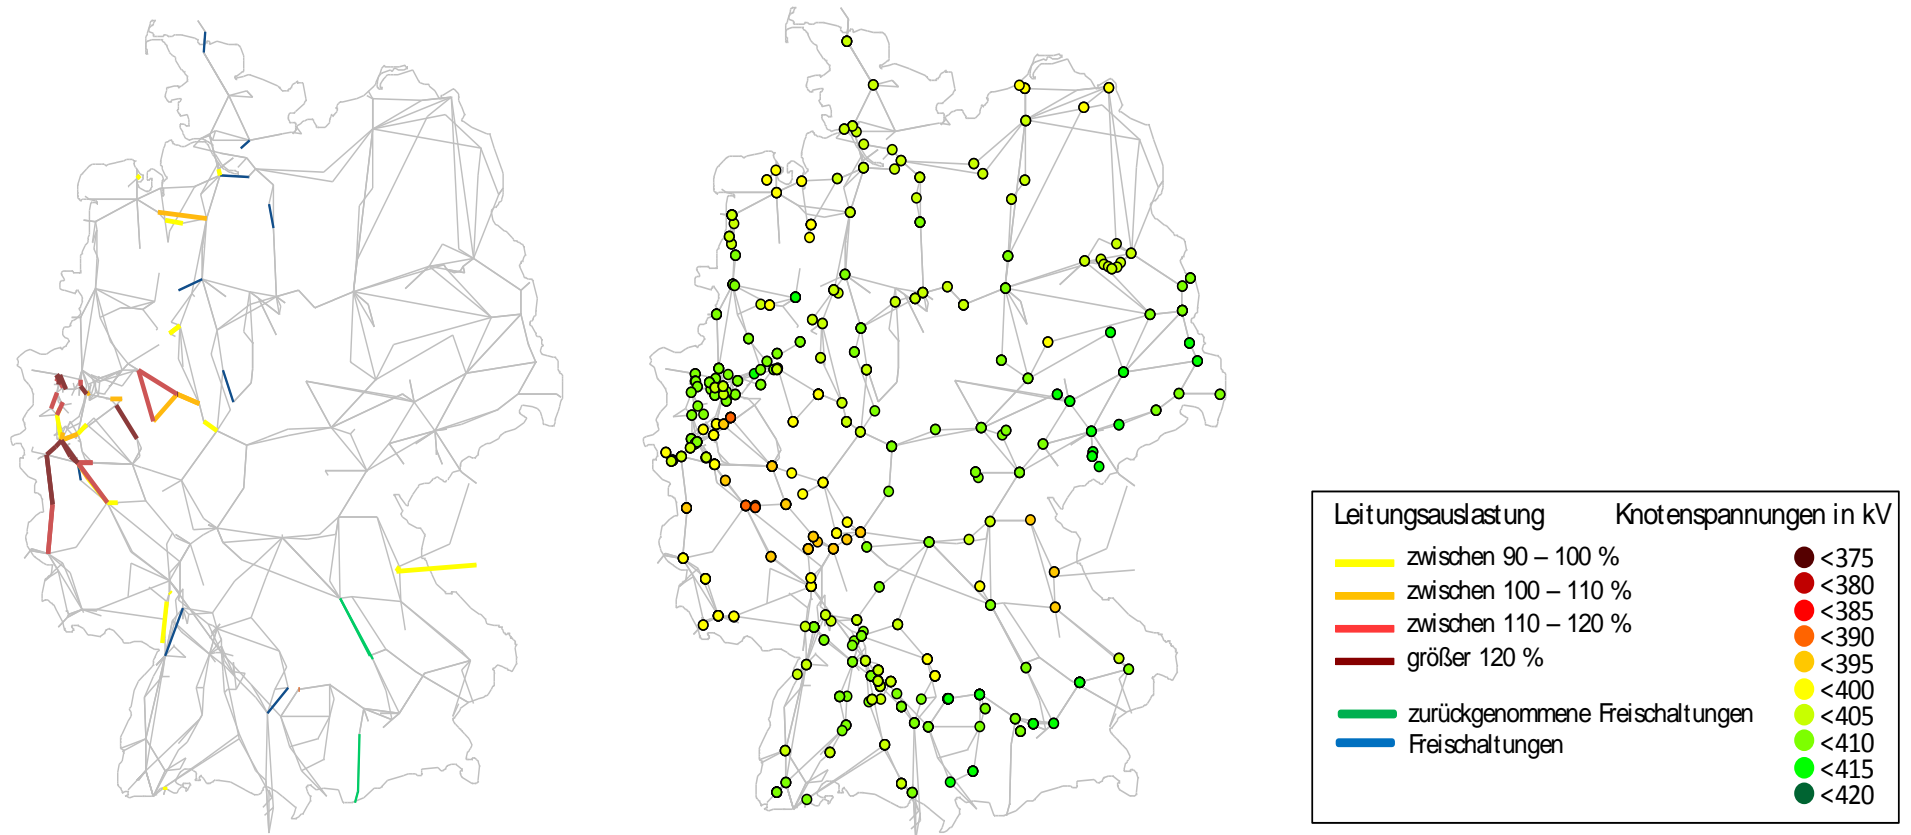 Leitungsauslastung Knotenspannungen in kV
zwischen 90 – 100 %
zwischen 100 – 110 %
zwischen 110 – 120 %
größer 120 %
zurückgenommene Freischaltungen
Freischaltungen
<375
<380
<385
<390
<395
<400
<405
<410
<415
<420